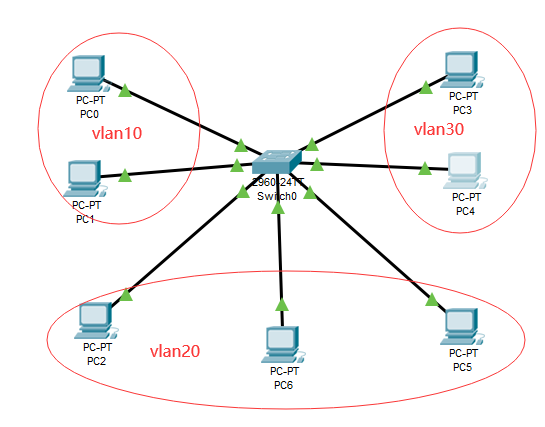 PC-PT
PC0
vlan10
PC-PT
PC1
PC-PT
PC3
vlan30
PC-PT
PC4
2960-24TT
Switch0
PC-PT
PC2
vlan20
PC-PT
PC6
PC-PT
PC5